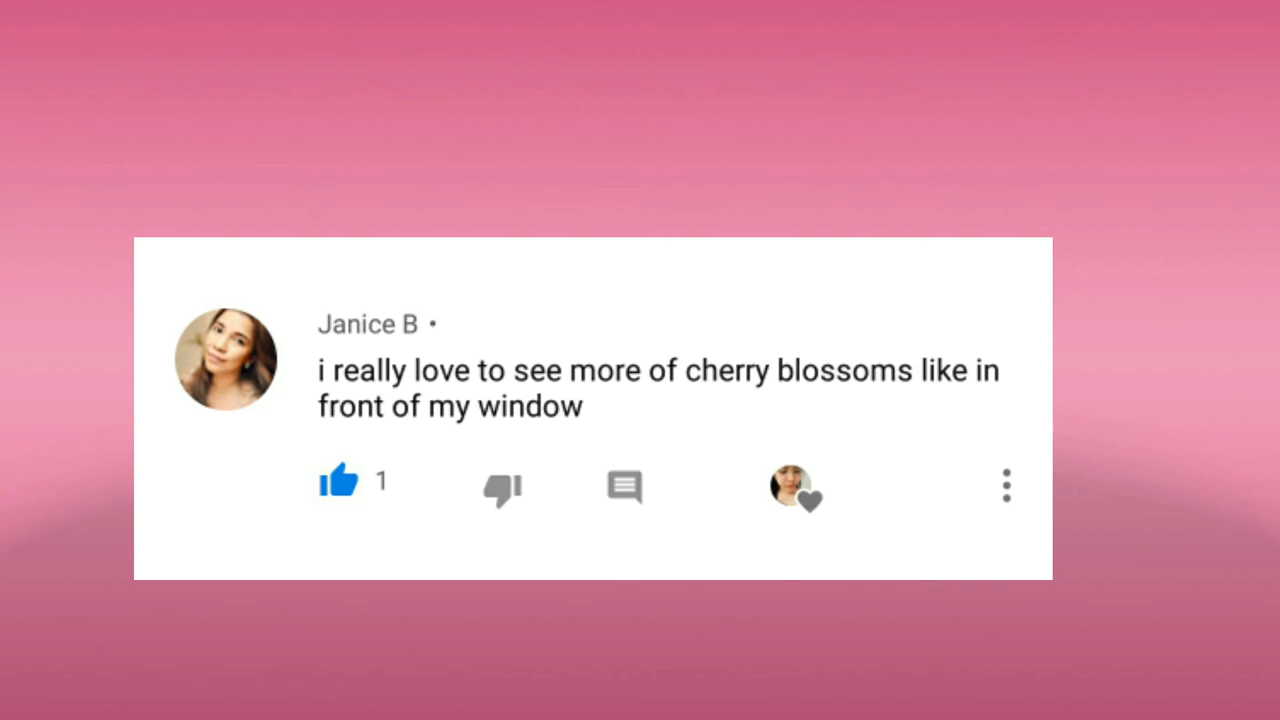 Janice B •
i really love to see more of cherry blossoms like in
front of my window
1